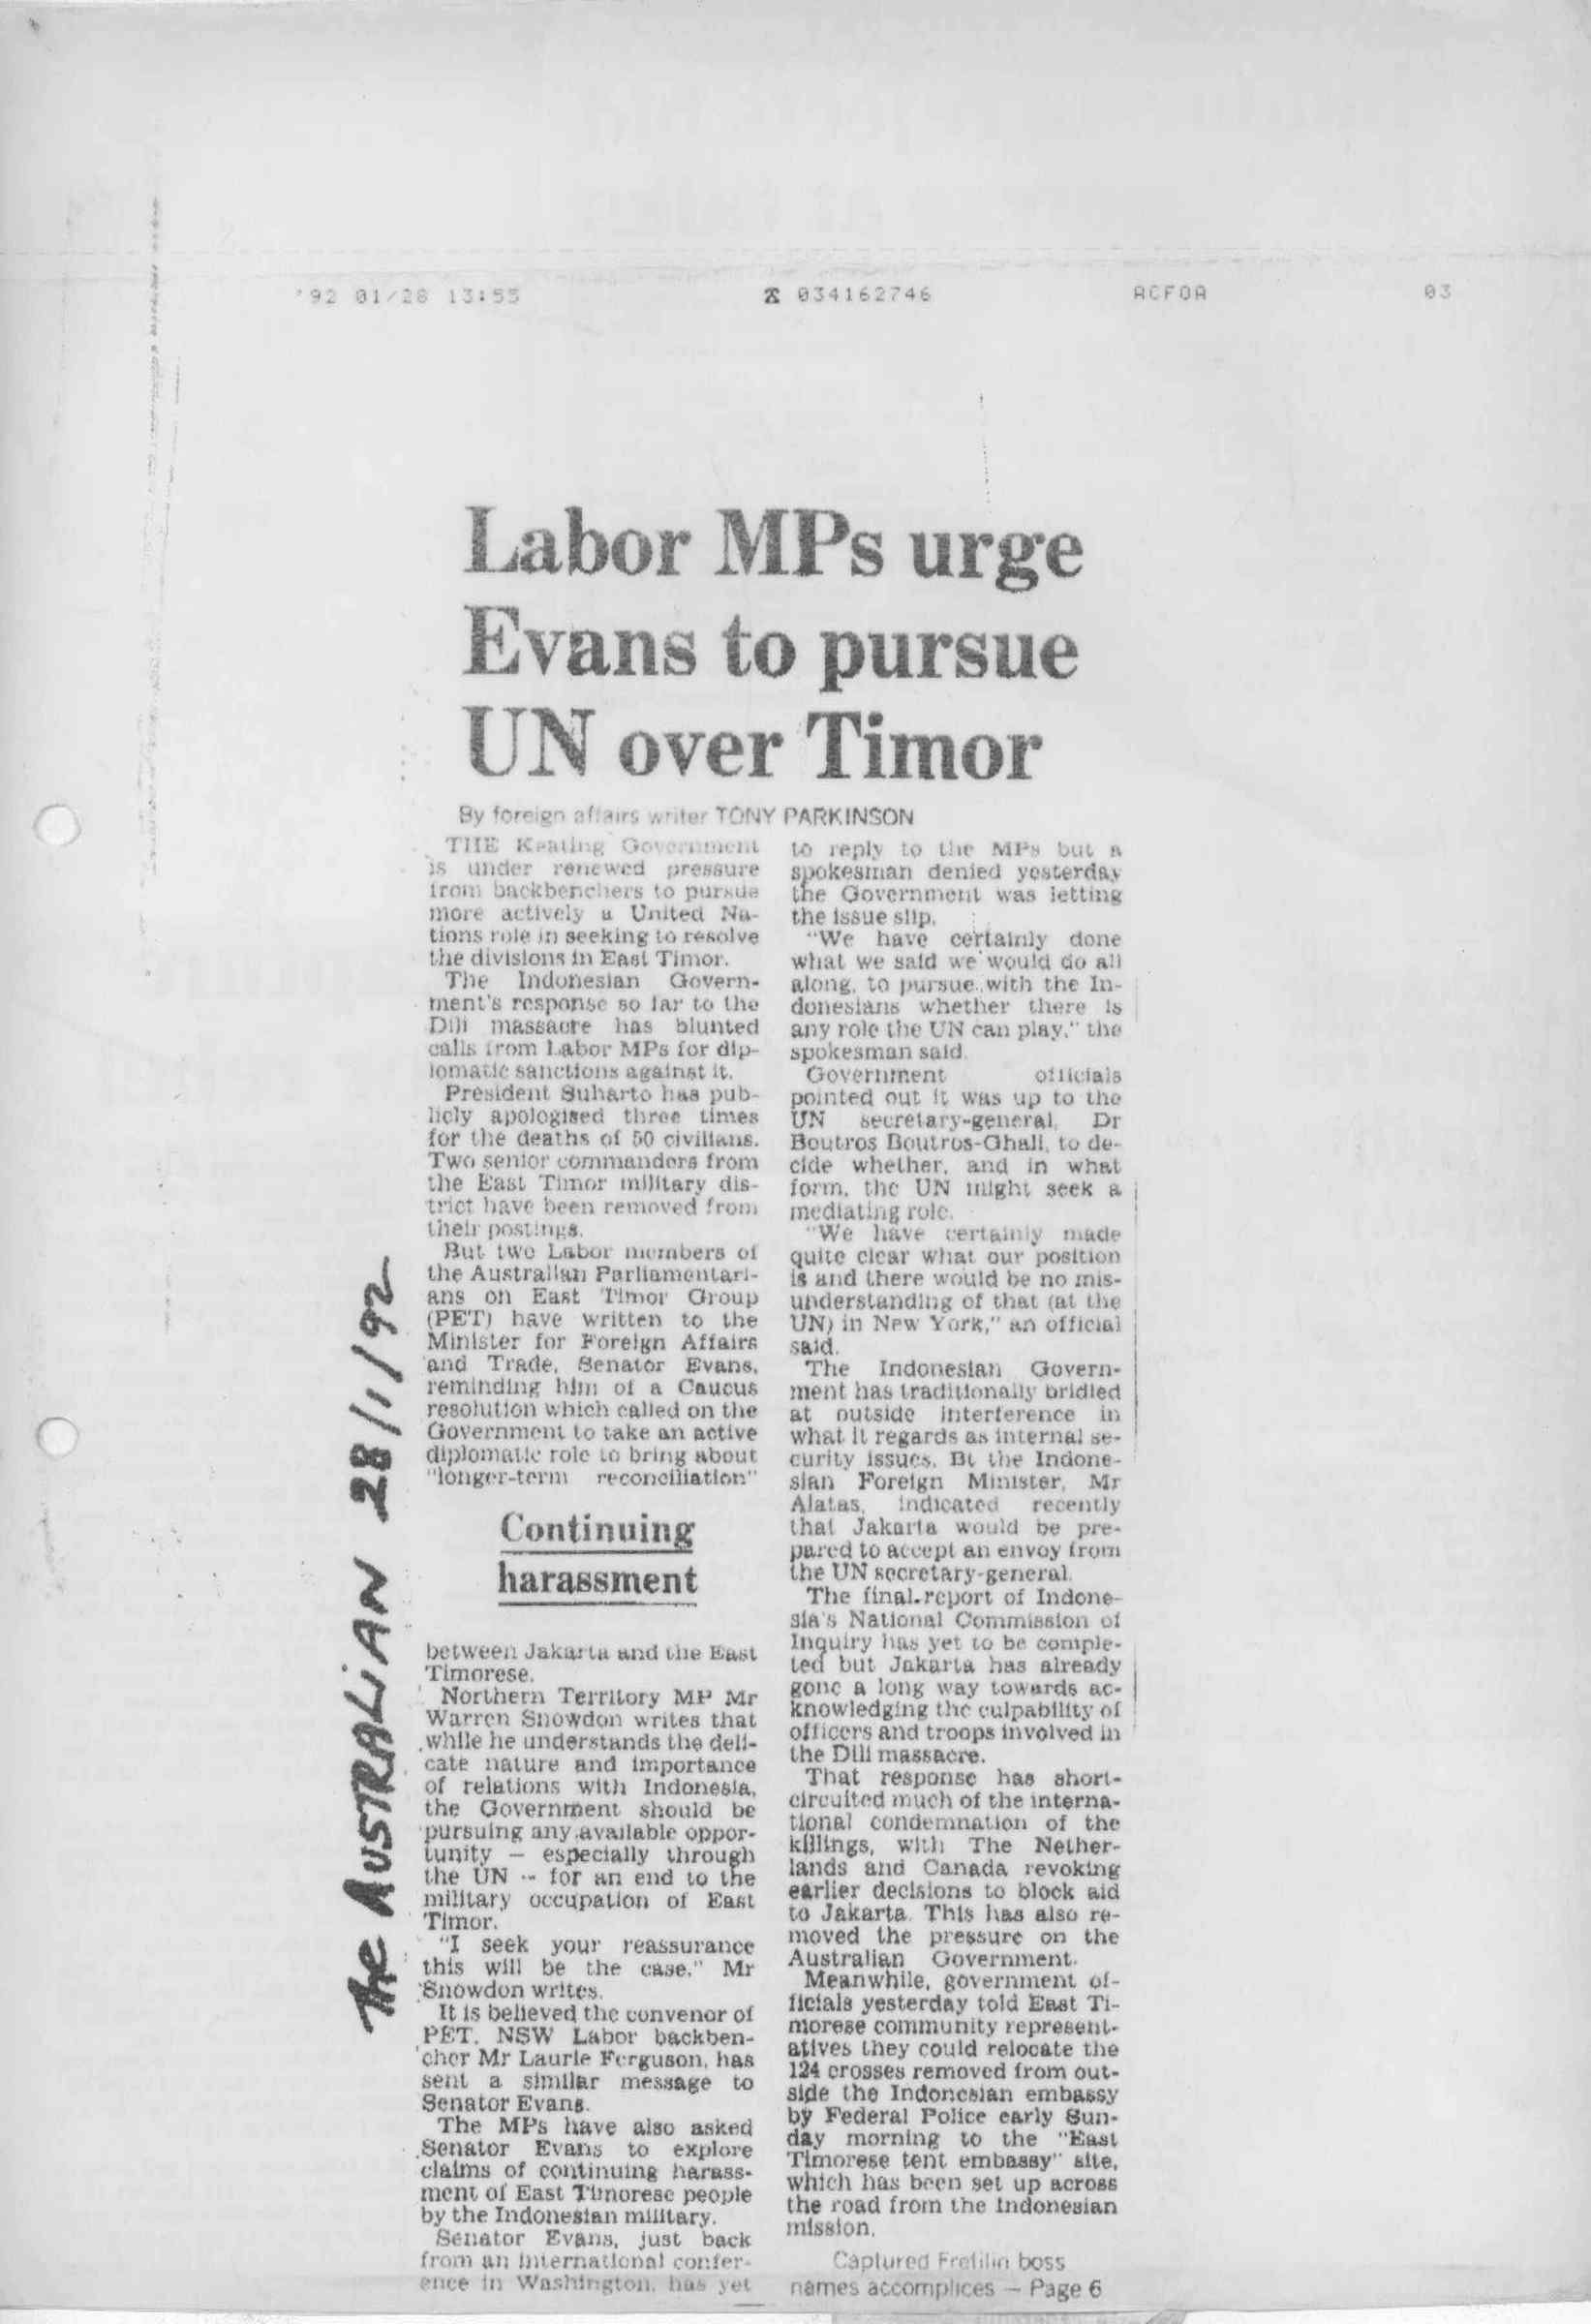 '92 01/28 13:55 ☎ 034162746 ACFOA 03
Labor MPs urge
Evans to pursue
UN over Timor
By foreign affairs writer TONY PARKINSON
THE Keating Government
is under renewed pressure
from backbenchers to pursue
more actively a United Na-
tions role in seeking to resolve
the divisions in East Timor.
The Indonesian Govern-
ment's response so far to the
Dili massacre has blunted
calls from Labor MPs for dip-
lomatic sanctions against it.
President Suharto has pub-
licly apologised three times
for the deaths of 50 civilians.
Two senior commanders from
the East Timor military dis-
trict have been removed from
their postings.
But two Labor members of
the Australian Parliamentari-
ans on East Timor Group
(PET) have written to the
Minister for Foreign Affairs
and Trade, Senator Evans,
reminding him of a Caucus
resolution which called on the
Government to take an active
diplomatic role to bring about
"longer-term reconciliation"
Continuing
harassment
between Jakarta and the East
Timorese.
Northern Territory MP Mr
Warren Snowdon writes that
while he understands the deli-
cate nature and importance
of relations with Indonesia,
the Government should be
pursuing any available oppor-
tunity — especially through
the UN -- for an end to the
military occupation of East
Timor.
"I seek your reassurance
this will be the case," Mr
Snowdon writes.
It is believed the convenor of
PET, NSW Labor backben-
cher Mr Laurie Ferguson, has
sent a similar message to
Senator Evans.
The MPs have also asked
Senator Evans to explore
claims of continuing harass-
ment of East Timorese people
by the Indonesian military.
Senator Evans, just back
from an international confer-
ence in Washington, has yet
to reply to the MPs but a
spokesman denied yesterday
the Government was letting
the issue slip.
"We have certainly done
what we said we would do all
along, to pursue with the In-
donesians whether there is
any role the UN can play," the
spokesman said.
Government officials
pointed out it was up to the
UN secretary-general, Dr
Boutros Boutros-Ghali, to de-
cide whether, and in what
form, the UN might seek a
mediating role.
"We have certainly made
quite clear what our position
is and there would be no mis-
understanding of that (at the
UN) in New York," an official
said.
The Indonesian Govern-
ment has traditionally bridled
at outside interference in
what it regards as internal se-
curity issues. Bt the Indone-
sian Foreign Minister, Mr
Alatas, indicated recently
that Jakarta would be pre-
pared to accept an envoy from
the UN secretary-general.
The final report of Indone-
sia's National Commission of
Inquiry has yet to be comple-
ted but Jakarta has already
gone a long way towards ac-
knowledging the culpability of
officers and troops involved in
the Dili massacre.
That response has short-
circuited much of the interna-
tional condemnation of the
killings, with The Nether-
lands and Canada revoking
earlier decisions to block aid
to Jakarta. This has also re-
moved the pressure on the
Australian Government.
Meanwhile, government of-
ficials yesterday told East Ti-
morese community represent-
atives they could relocate the
124 crosses removed from out-
side the Indonesian embassy
by Federal Police early Sun-
day morning to the "East
Timorese tent embassy" site,
which has been set up across
the road from the Indonesian
mission.
Captured Fretilin boss
names accomplices — Page 6
The AUSTRALIAN 28/1/92